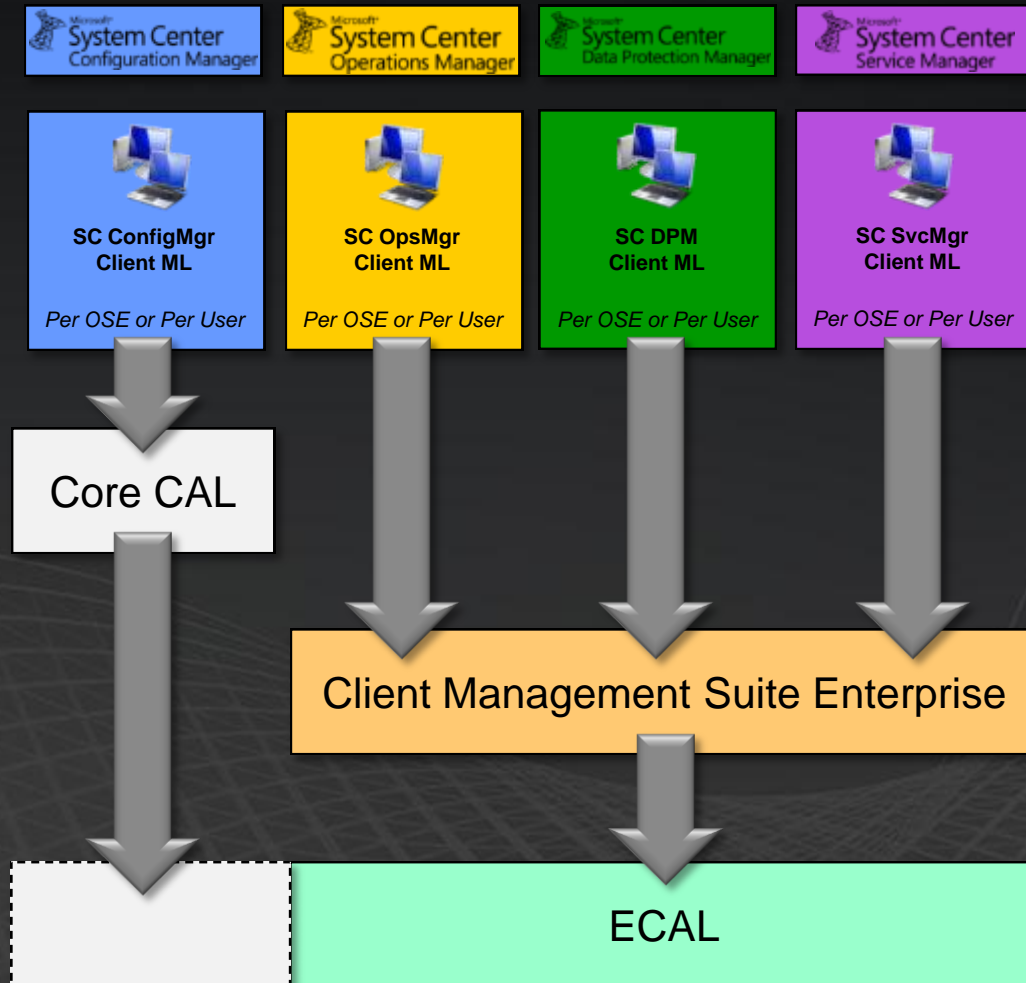 Microsoft
System Center
Configuration Manager
Microsoft
System Center
Operations Manager
Microsoft
System Center
Data Protection Manager
Microsoft
System Center
Service Manager
SC ConfigMgr
Client ML
Per OSE or Per User
SC OpsMgr
Client ML
Per OSE or Per User
SC DPM
Client ML
Per OSE or Per User
SC SvcMgr
Client ML
Per OSE or Per User
Core CAL
Client Management Suite Enterprise
ECAL